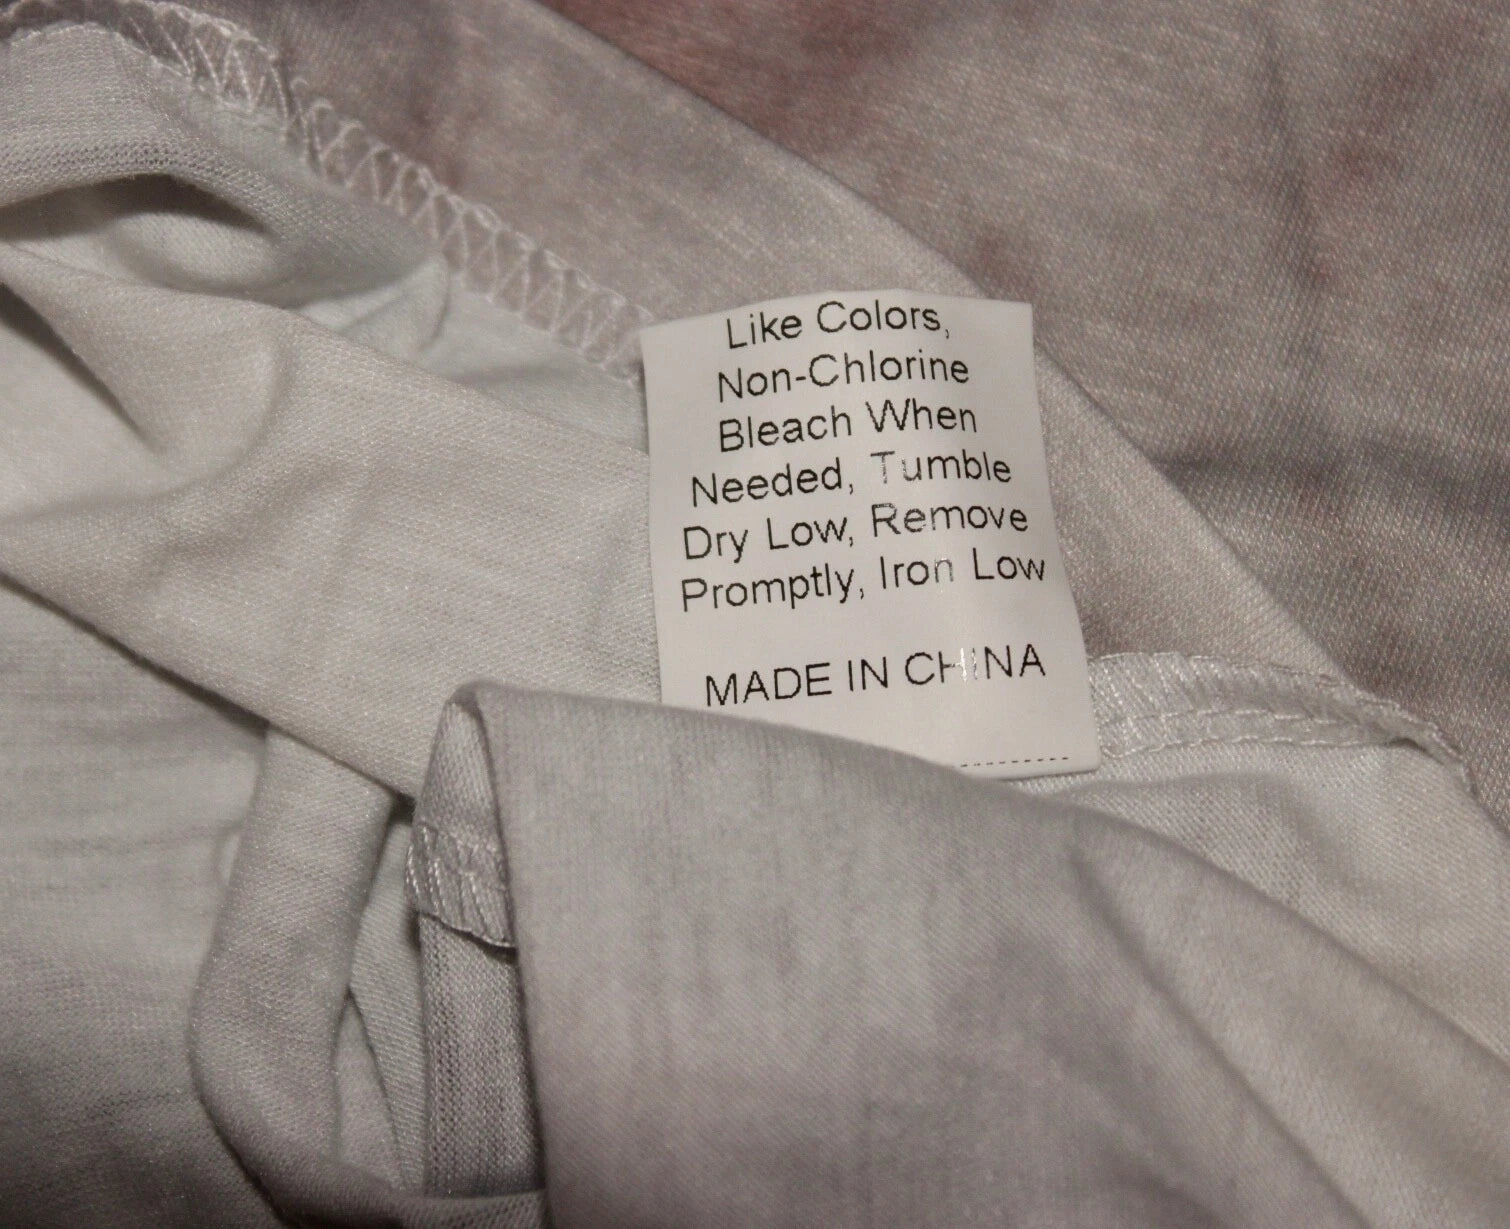 Like Colors,
Non-Chlorine
Bleach When
Needed, Tumble
Dry Low, Remove
Promptly, Iron Low
MADE IN CHINA